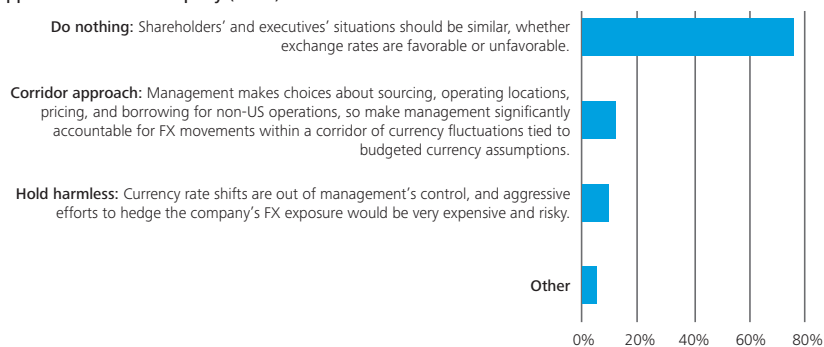 Do nothing: Shareholders’ and executives’ situations should be similar, whether
exchange rates are favorable or unfavorable.
Corridor approach: Management makes choices about sourcing, operating locations,
pricing, and borrowing for non-US operations, so make management significantly
accountable for FX movements within a corridor of currency fluctuations tied to
budgeted currency assumptions.
Hold harmless: Currency rate shifts are out of management’s control, and aggressive
efforts to hedge the company’s FX exposure would be very expensive and risky.
Other
0% 20% 40% 60% 80%